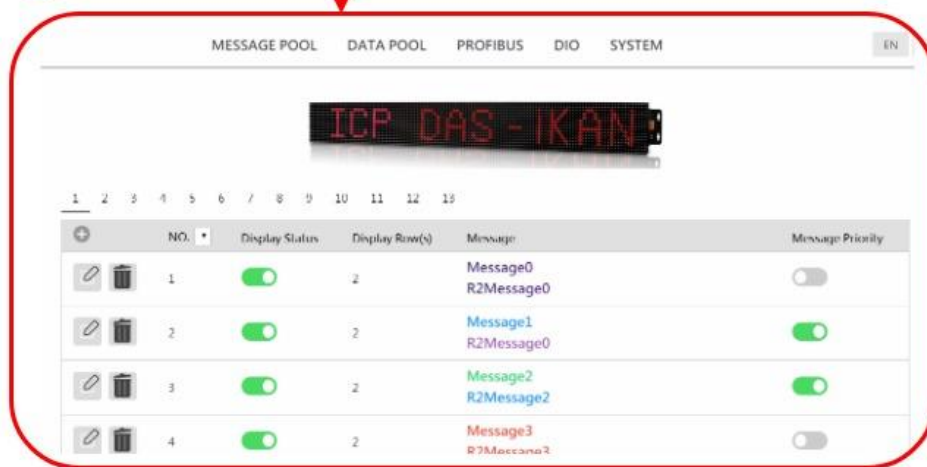 MESSAGE POOL DATA POOL PROFIBUS DIO SYSTEM EN
ICP DAS - IKAN
1 2 3 4 5 6 7 8 9 10 11 12 13
NO. Display Status Display Row(s) Message Message Priority
1 2 Message0
R2Message0
2 2 Message1
R2Message0
3 2 Message2
R2Message2
4 2 Message3
R2Message3